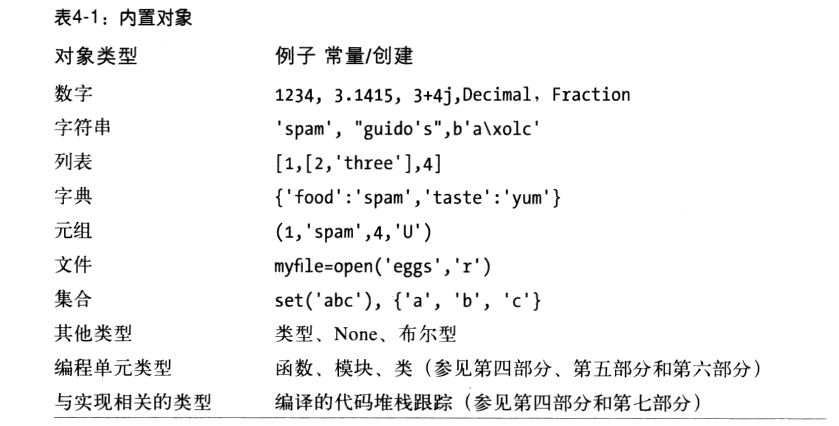 表4-1：内置对象
对象类型 例子 常量/创建
数字 1234, 3.1415, 3+4j,Decimal, Fraction
字符串 'spam', "guido's",b'a\xolc'
列表 [1,[2,'three'],4]
字典 {'food':'spam','taste':'yum'}
元组 (1,'spam',4,'U')
文件 myfile=open('eggs','r')
集合 set('abc'), {'a', 'b', 'c'}
其他类型 类型、None、布尔型
编程单元类型 函数、模块、类（参见第四部分、第五部分和第六部分）
与实现相关的类型 编译的代码堆栈跟踪（参见第四部分和第七部分）